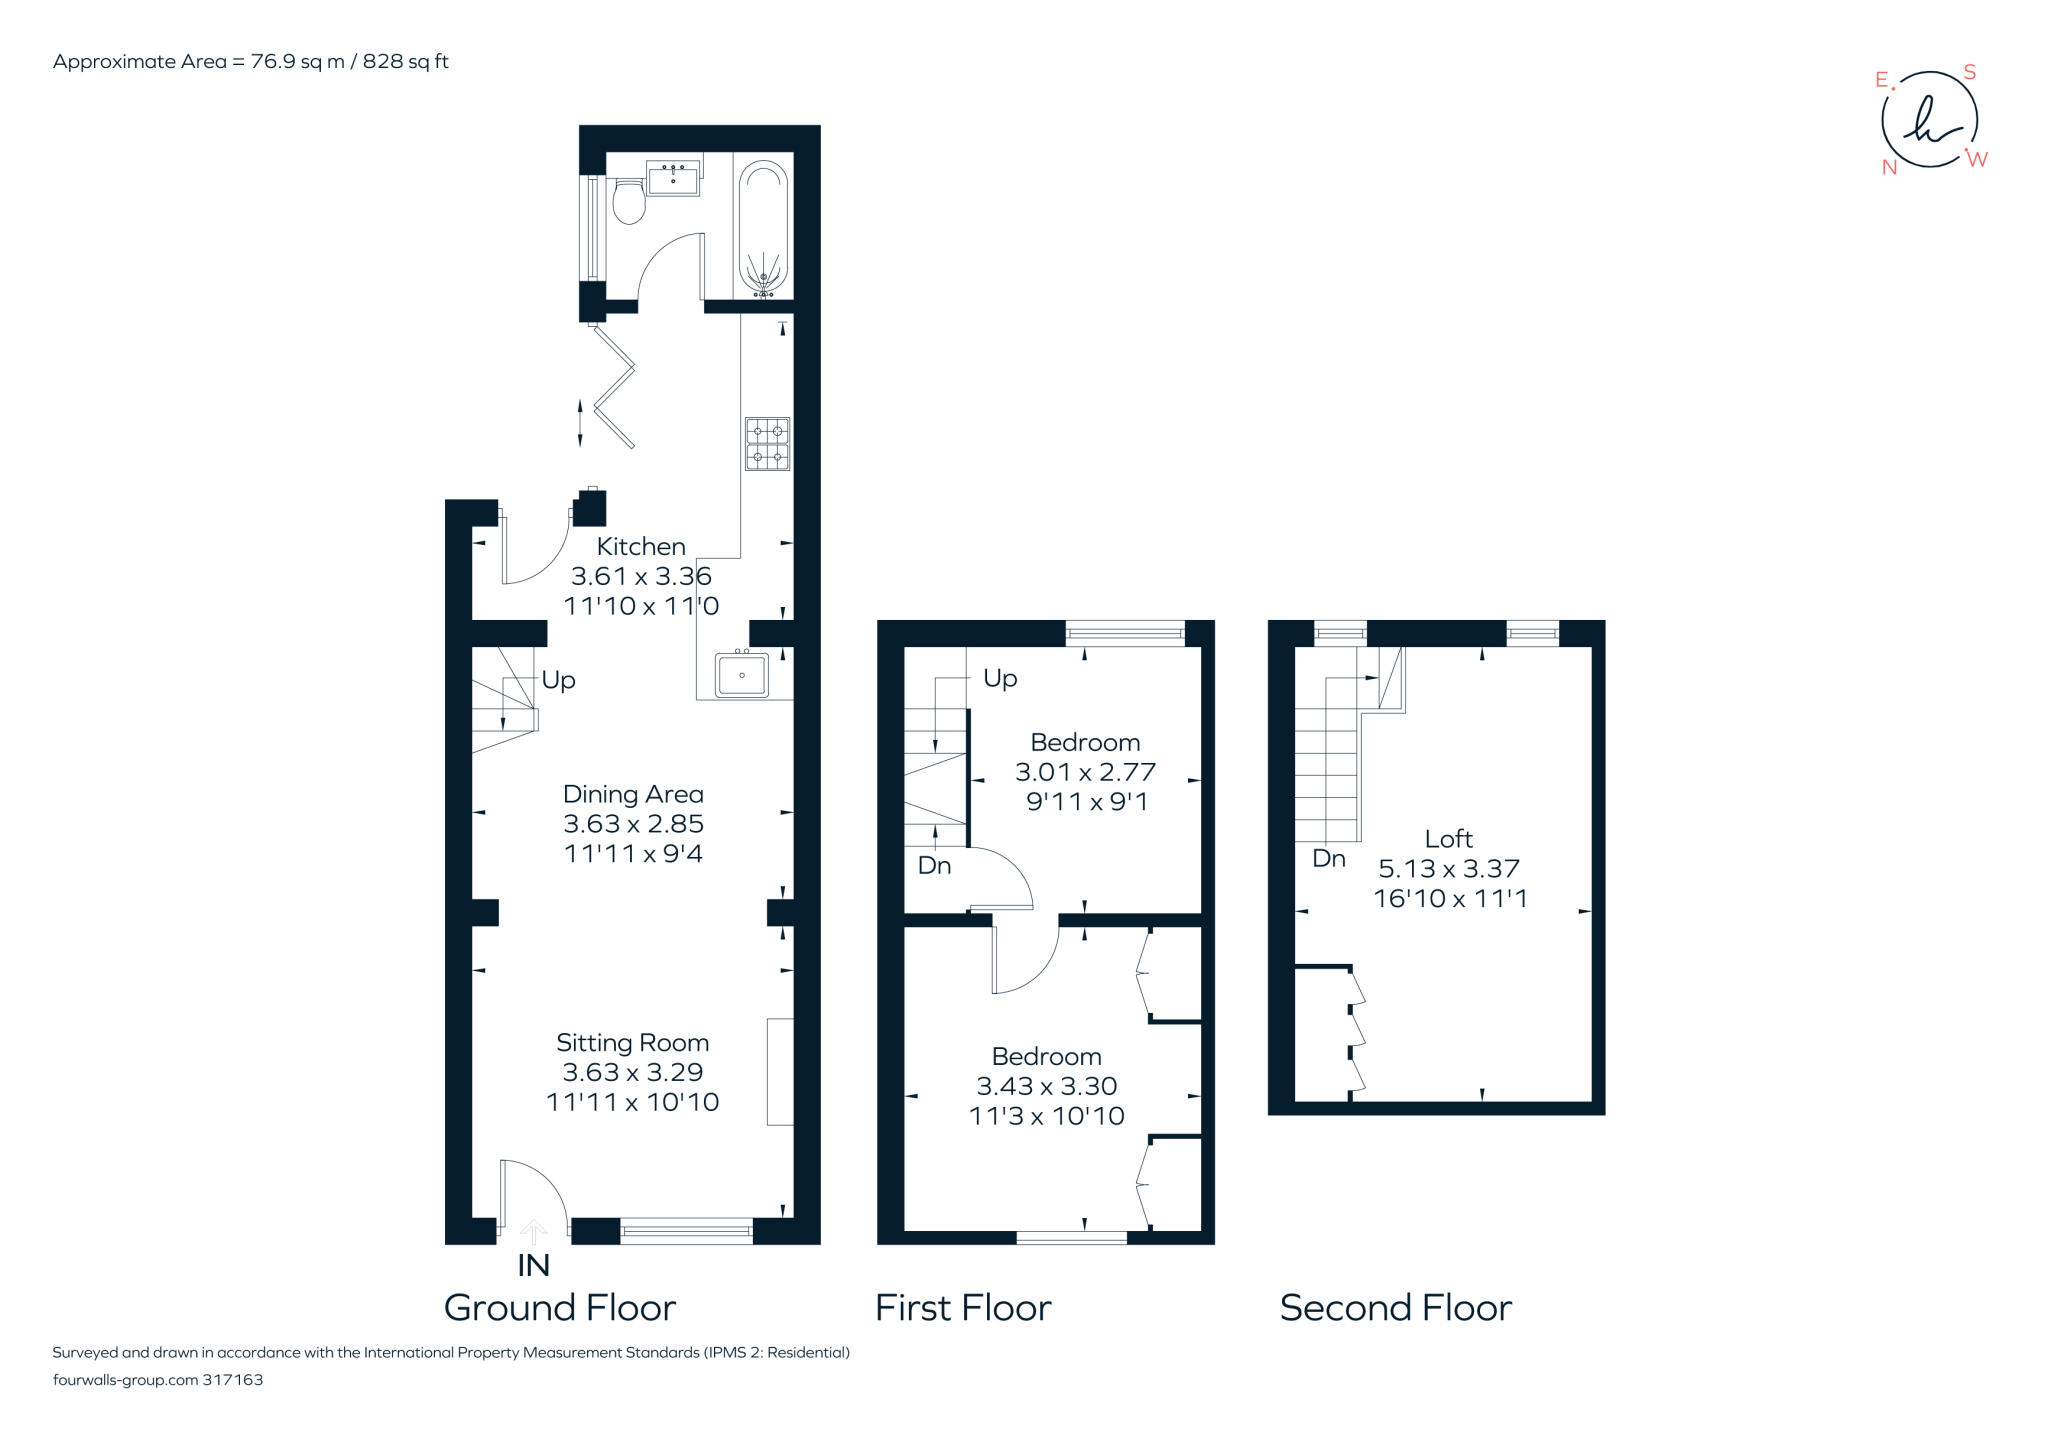 Approximate Area = 76.9 sq m / 828 sq ft
E S
N W
Kitchen
3.61 x 3.36
11'10 x 11'0
Up
Dining Area
3.63 x 2.85
11'11 x 9'4
Sitting Room
3.63 x 3.29
11'11 x 10'10
IN
Ground Floor
Up
Bedroom
3.01 x 2.77
9'11 x 9'1
Dn
Bedroom
3.43 x 3.30
11'3 x 10'10
First Floor
Loft
5.13 x 3.37
16'10 x 11'1
Dn
Second Floor
Surveyed and drawn in accordance with the International Property Measurement Standards (IPMS 2: Residential)
fourwalls-group.com 317163